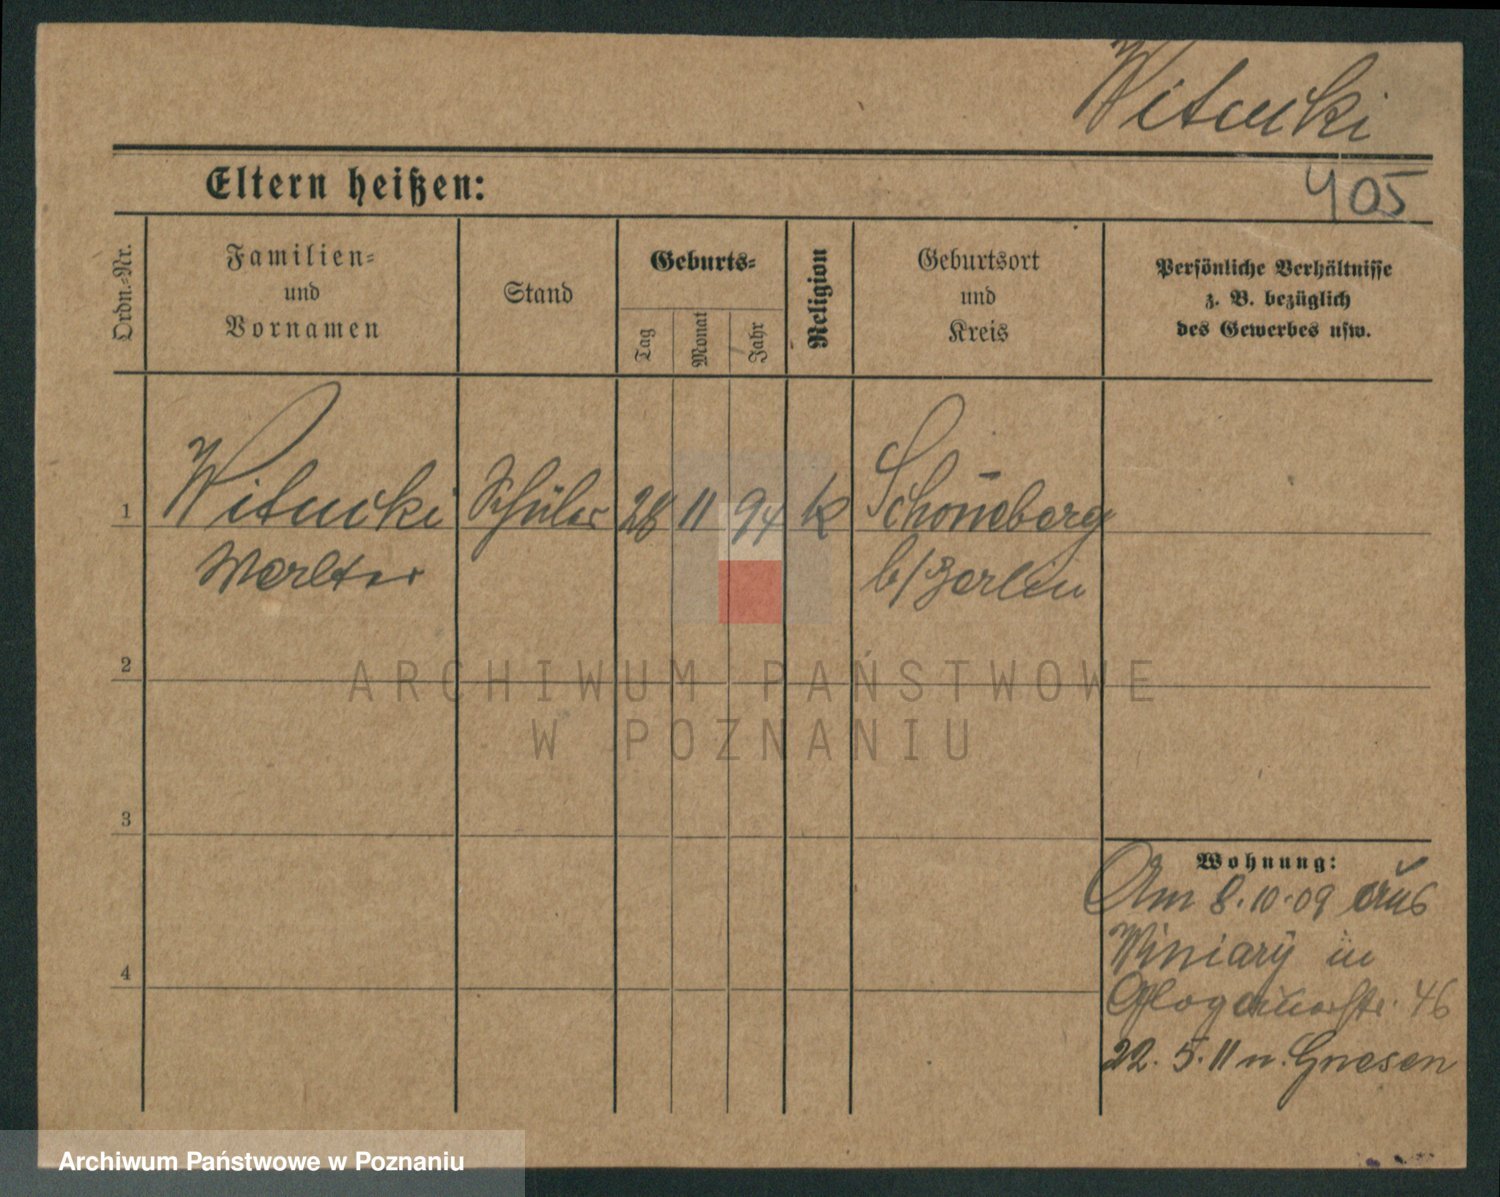 Witucki
Eltern heißen:
405
Ordn.-Nr.
Familien-
und
Vornamen
Stand
Geburts-
Tag
Monat
Jahr
Religion
Geburtsort
und
Kreis
Persönliche Verhältnisse
z. B. bezüglich
des Gewerbes usw.
1 Witucki Schüler 28 11 94 k Schöneberg
Walter b/Berlin
2
ARCHIWUM PAŃSTWOWE
W POZNANIU
3
Wohnung:
Am 8.10.09 aus
Winiary in
Glogauerstr. 46
4
22. 5. 11 n. Gnesen
Archiwum Państwowe w Poznaniu